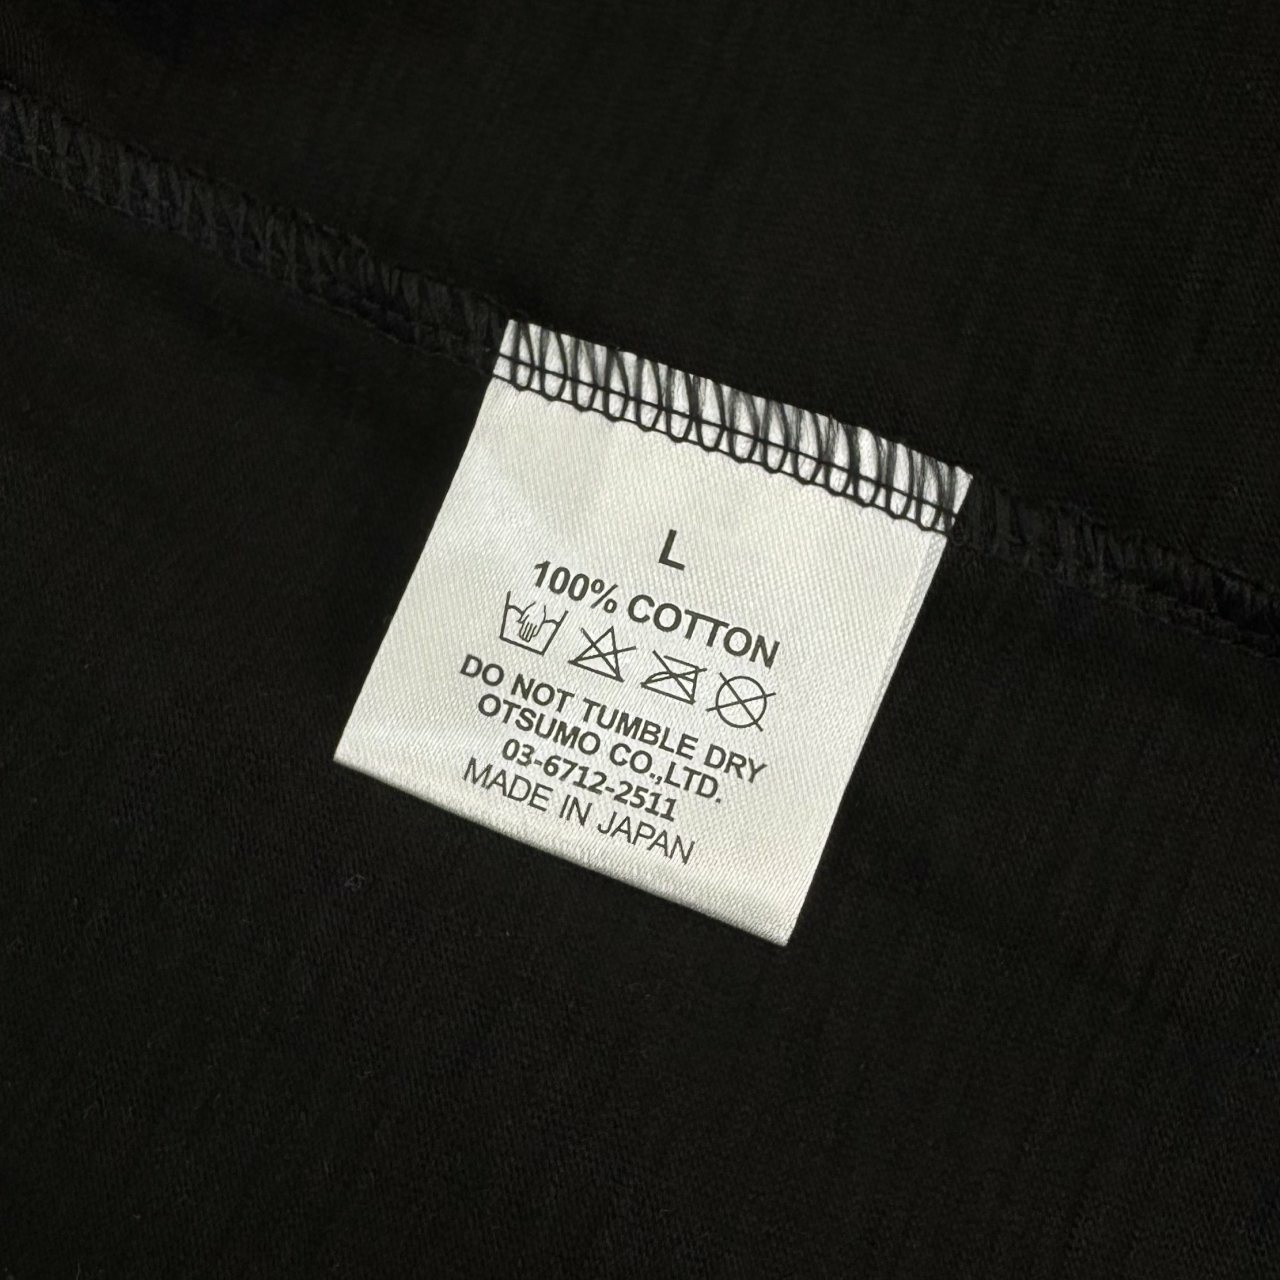 L
100% COTTON
DO NOT TUMBLE DRY
OTSUMO CO.,LTD.
03-6712-2511
MADE IN JAPAN